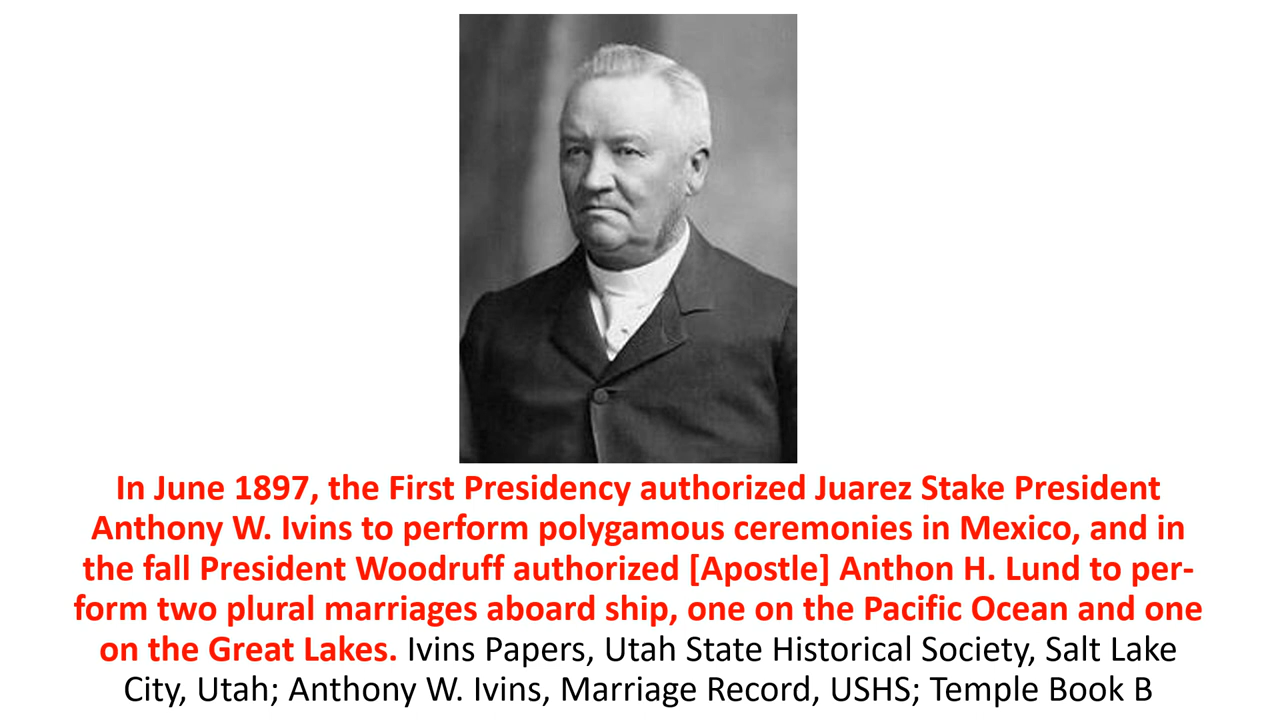 In June 1897, the First Presidency authorized Juarez Stake President
Anthony W. Ivins to perform polygamous ceremonies in Mexico, and in
the fall President Woodruff authorized [Apostle] Anthon H. Lund to per-
form two plural marriages aboard ship, one on the Pacific Ocean and one
on the Great Lakes. Ivins Papers, Utah State Historical Society, Salt Lake
City, Utah; Anthony W. Ivins, Marriage Record, USHS; Temple Book B